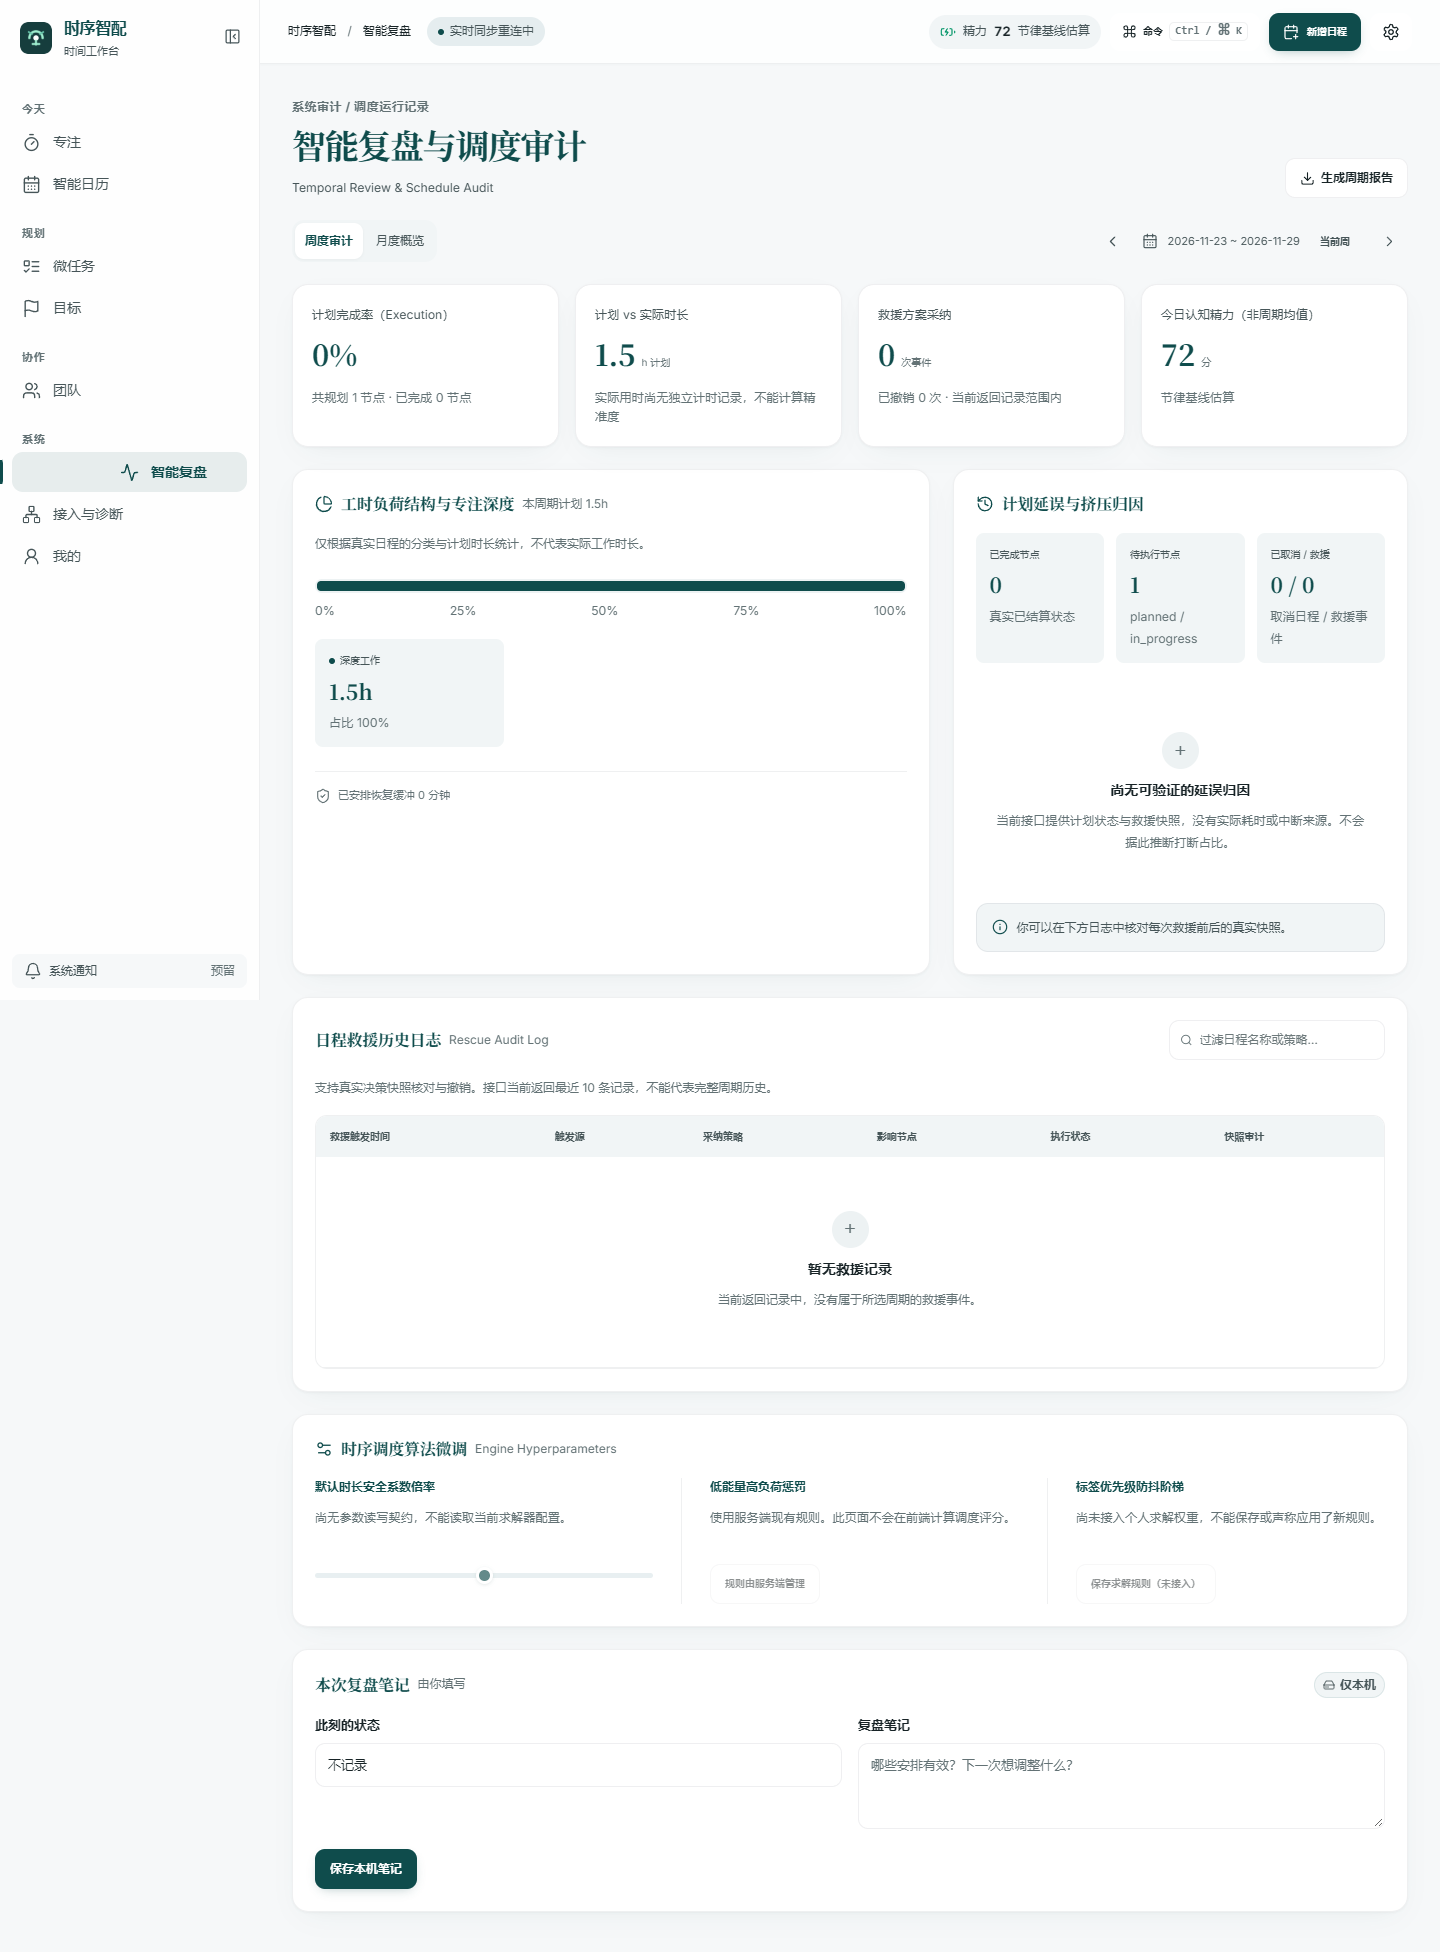 时序智配
时间工作台
今天
专注
智能日历
规划
微任务
目标
协作
团队
系统
智能复盘
接入与诊断
我的
系统通知 预留
时序智配 / 智能复盘 实时同步重连中
精力 72 节律基线估算 命令 Ctrl / ⌘ K 新增日程
系统审计 / 调度运行记录
智能复盘与调度审计
Temporal Review & Schedule Audit
生成周期报告
周度审计 月度概览
2026-11-23 ~ 2026-11-29 当前周
计划完成率（Execution）
0%
共规划 1 节点 · 已完成 0 节点
计划 vs 实际时长
1.5 h 计划
实际用时尚无独立计时记录，不能计算精
准度
救援方案采纳
0 次事件
已撤销 0 次 · 当前返回记录范围内
今日认知精力（非周期均值）
72 分
节律基线估算
工时负荷结构与专注深度 本周期计划 1.5h
仅根据真实日程的分类与计划时长统计，不代表实际工作时长。
0% 25% 50% 75% 100%
深度工作
1.5h
占比 100%
已安排恢复缓冲 0 分钟
计划延误与挤压归因
已完成节点
0
真实已结算状态
待执行节点
1
planned /
in_progress
已取消 / 救援
0 / 0
取消日程 / 救援事
件
+
尚无可验证的延误归因
当前接口提供计划状态与救援快照，没有实际耗时或中断来源。不会
据此推断打断占比。
你可以在下方日志中核对每次救援前后的真实快照。
日程救援历史日志 Rescue Audit Log
过滤日程名称或策略...
支持真实决策快照核对与撤销。接口当前返回最近 10 条记录，不能代表完整周期历史。
救援触发时间 触发源 采纳策略 影响节点 执行状态 快照审计
+
暂无救援记录
当前返回记录中，没有属于所选周期的救援事件。
时序调度算法微调 Engine Hyperparameters
默认时长安全系数倍率
尚无参数读写契约，不能读取当前求解器配置。
低能量高负荷惩罚
使用服务端现有规则。此页面不会在前端计算调度评分。
规则由服务端管理
标签优先级防抖阶梯
尚未接入个人求解权重，不能保存或声称应用了新规则。
保存求解规则（未接入）
本次复盘笔记 由你填写
仅本机
此刻的状态
不记录
复盘笔记
哪些安排有效？下一次想调整什么？
保存本机笔记